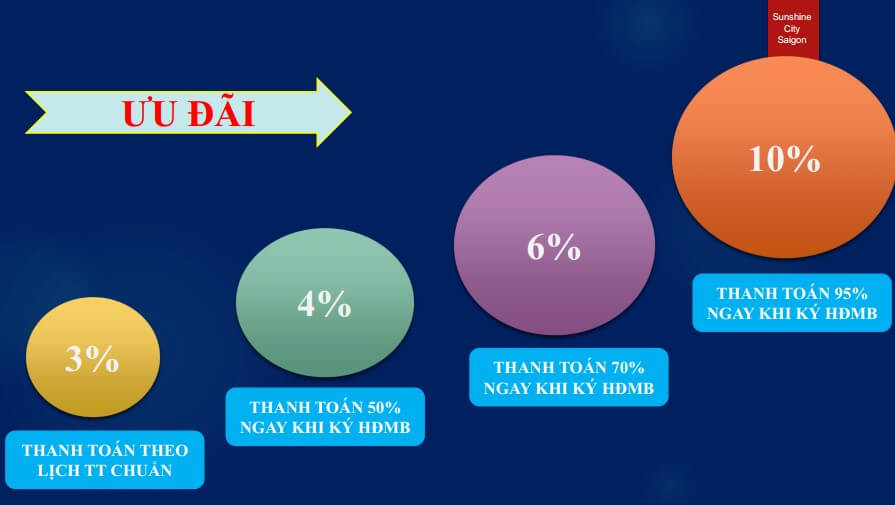 Sunshine
City
Saigon
ƯU ĐÃI
3%
THANH TOÁN THEO
LỊCH TT CHUẨN
4%
THANH TOÁN 50%
NGAY KHI KÝ HĐMB
6%
THANH TOÁN 70%
NGAY KHI KÝ HĐMB
10%
THANH TOÁN 95%
NGAY KHI KÝ HĐMB